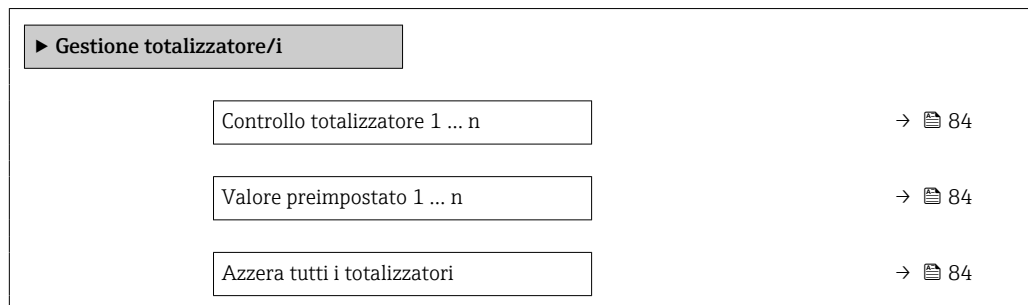 ▶ Gestione totalizzatore/i
Controllo totalizzatore 1 … n → 84
Valore preimpostato 1 … n → 84
Azzera tutti i totalizzatori → 84